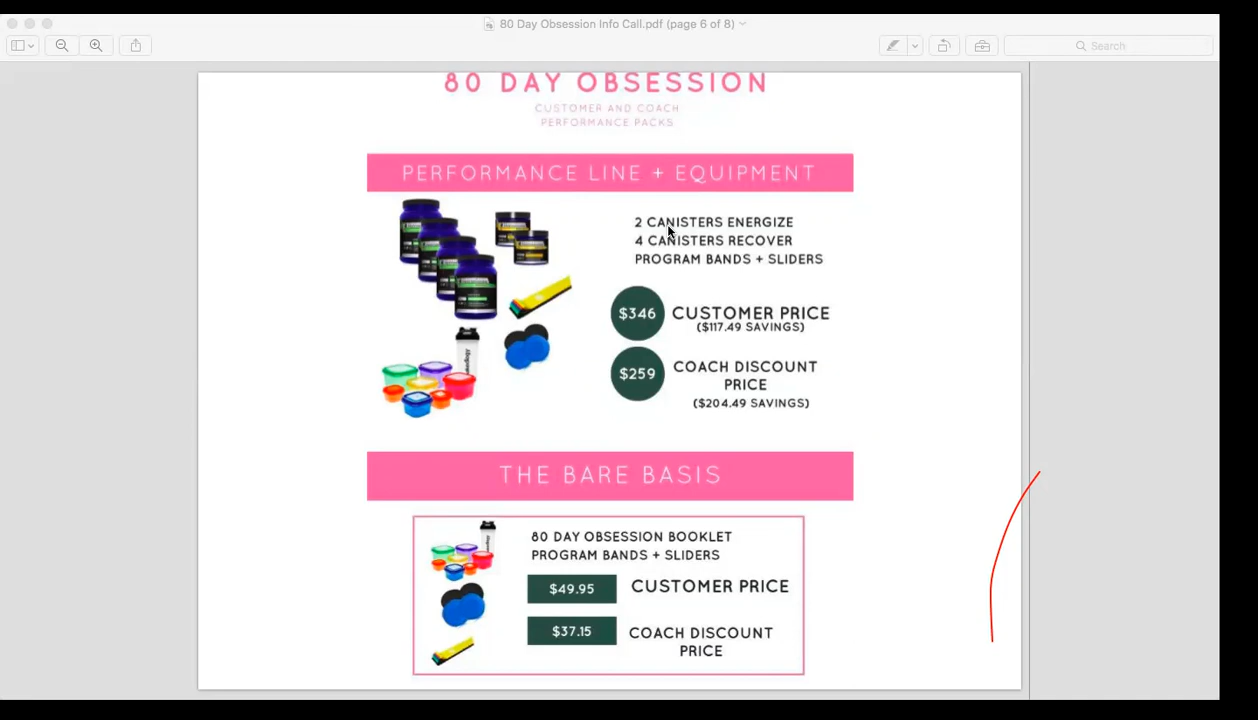 80 Day Obsession Info Call.pdf (page 6 of 8)
Search
80 DAY OBSESSION
CUSTOMER AND COACH
PERFORMANCE PACKS
PERFORMANCE LINE + EQUIPMENT
2 CANISTERS ENERGIZE
4 CANISTERS RECOVER
PROGRAM BANDS + SLIDERS
$346
CUSTOMER PRICE
($117.49 SAVINGS)
$259
COACH DISCOUNT
PRICE
($204.49 SAVINGS)
THE BARE BASIS
80 DAY OBSESSION BOOKLET
PROGRAM BANDS + SLIDERS
$49.95
CUSTOMER PRICE
$37.15
COACH DISCOUNT
PRICE